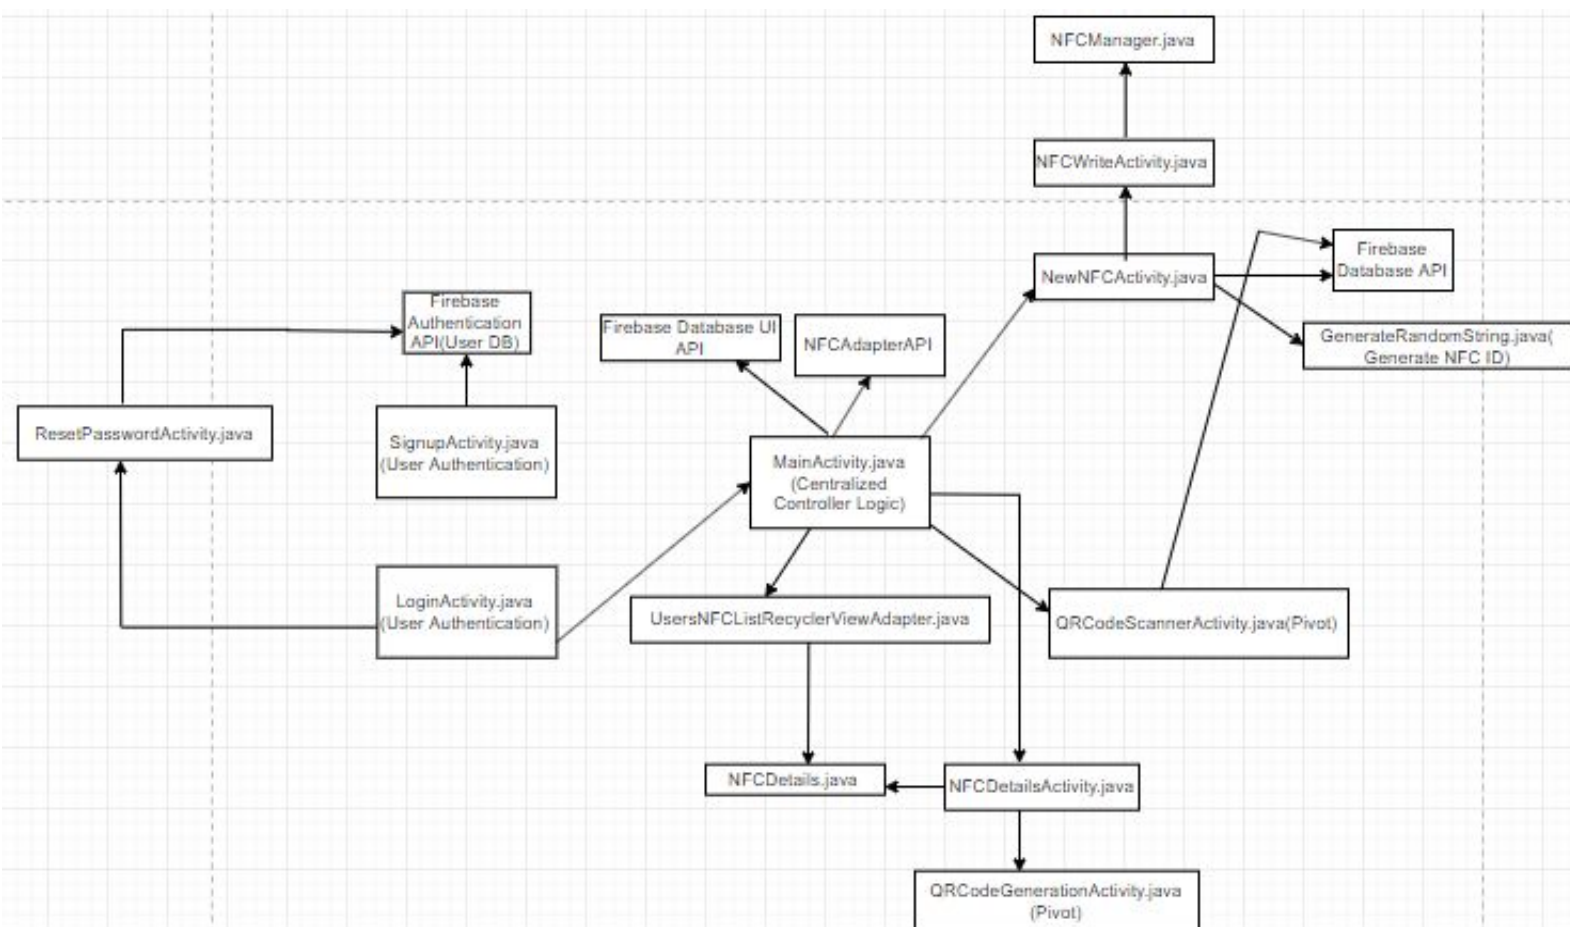 NFCManager.java
NFCWriteActivity.java
Firebase
Database API
NewNFCActivity.java
Firebase
Authentication
API(User DB)
Firebase Database UI
API
NFCAdapterAPI
GenerateRandomString.java(
Generate NFC ID)
ResetPasswordActivity.java
SignupActivity.java
(User Authentication)
MainActivity.java
(Centralized
Controller Logic)
LoginActivity.java
(User Authentication)
UsersNFCListRecyclerViewAdapter.java
QRCodeScannerActivity.java(Pivot)
NFCDetails.java
NFCDetailsActivity.java
QRCodeGenerationActivity.java
(Pivot)